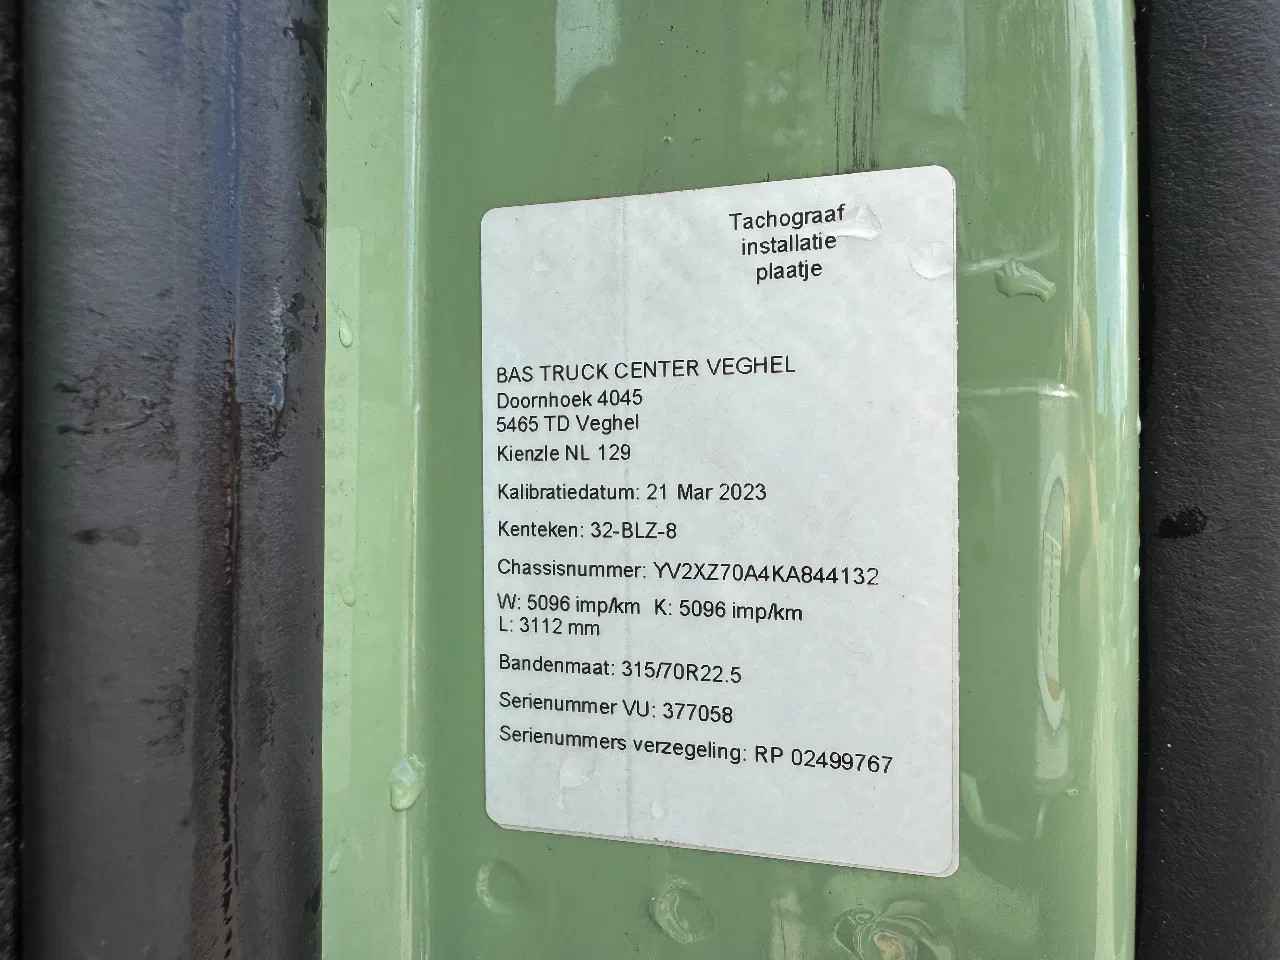 Tachograaf
installatie
plaatje
BAS TRUCK CENTER VEGHEL
Doornhoek 4045
5465 TD Veghel
Kienzle NL 129
Kalibratiedatum: 21 Mar 2023
Kenteken: 32-BLZ-8
Chassisnummer: YV2XZ70A4KA844132
W: 5096 imp/km K: 5096 imp/km
L: 3112 mm
Bandenmaat: 315/70R22.5
Serienummer VU: 377058
Serienummers verzegeling: RP 02499767